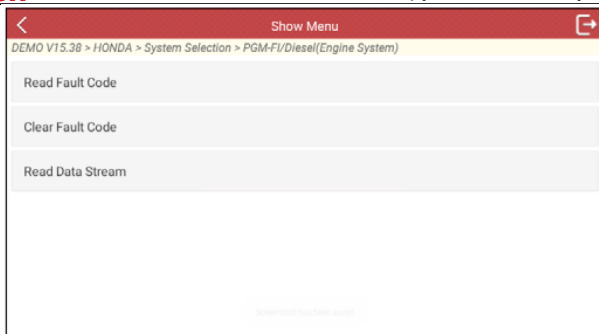 Show Menu
DEMO V15.38 > HONDA > System Selection > PGM-FI/Diesel(Engine System)
Read Fault Code
Clear Fault Code
Read Data Stream